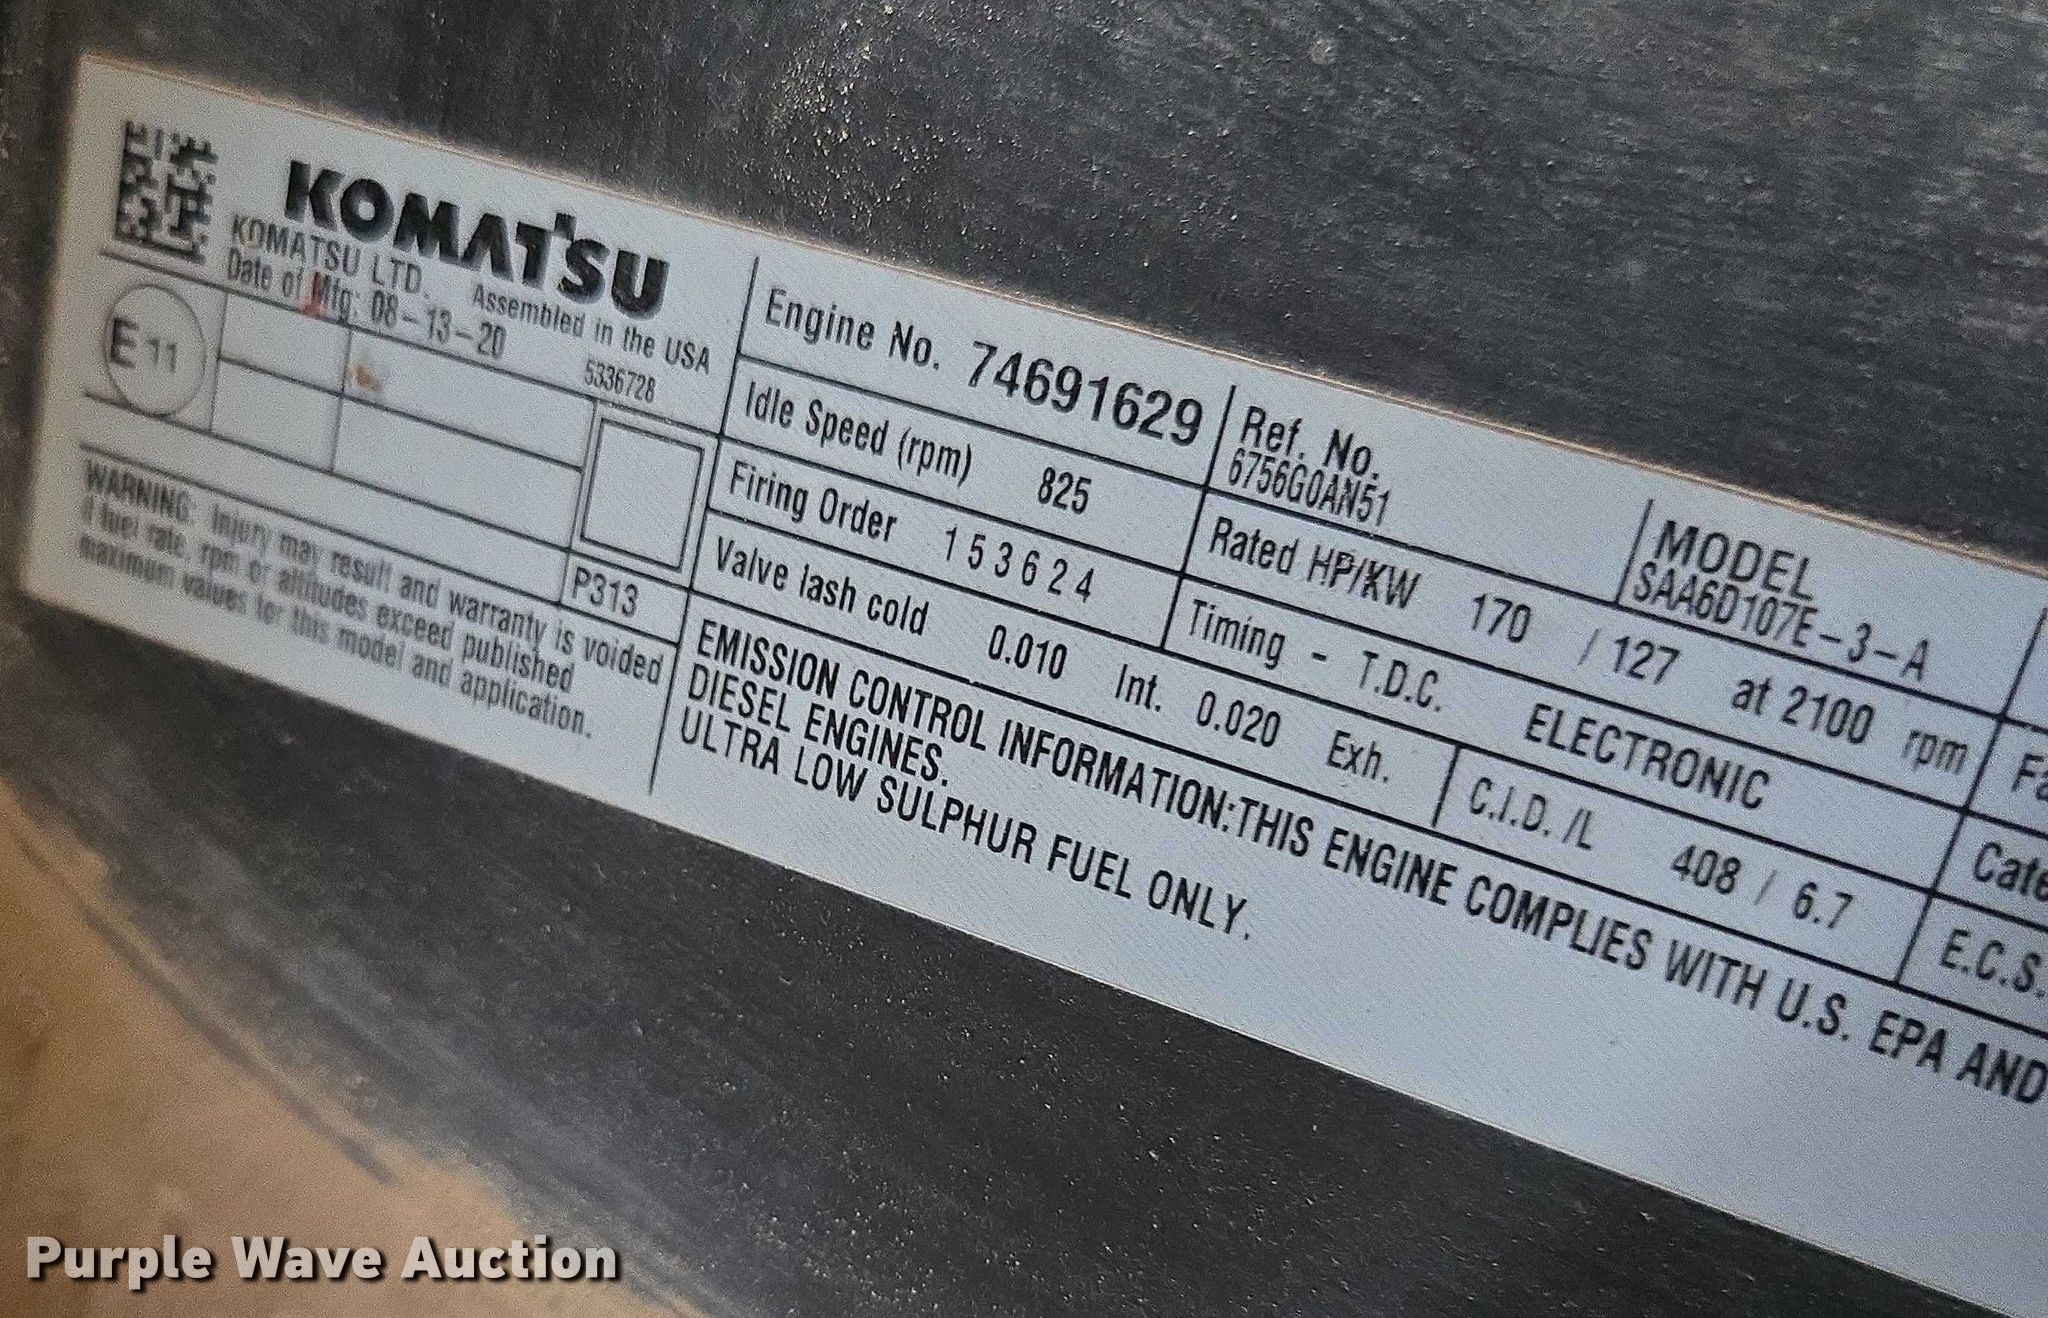 KOMATSU
KOMATSU LTD. Assembled in the USA
Date of Mfg: 08-13-20 5336728
E11
P313
WARNING: Injury may result and warranty is voided
if fuel rate, rpm or altitudes exceed published
maximum values for this model and application.
Engine No. 74691629
Ref. No.
6756G0AN51
MODEL
SAA6D107E-3-A
Idle Speed (rpm) 825
Rated HP/KW 170 / 127 at 2100 rpm
Firing Order 1 5 3 6 2 4
Timing - T.D.C. ELECTRONIC
Valve lash cold 0.010 Int. 0.020 Exh.
C.I.D. /L 408 / 6.7
E.C.S.
EMISSION CONTROL INFORMATION:THIS ENGINE COMPLIES WITH U.S. EPA AND
DIESEL ENGINES.
ULTRA LOW SULPHUR FUEL ONLY.
Purple Wave Auction